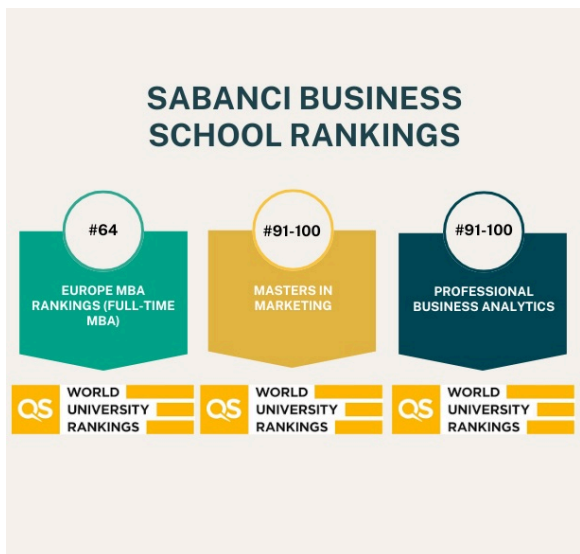 SABANCI BUSINESS
SCHOOL RANKINGS
#64
EUROPE MBA
RANKINGS (FULL-TIME
MBA)
#91-100
MASTERS IN
MARKETING
#91-100
PROFESSIONAL
BUSINESS ANALYTICS
QS
WORLD
UNIVERSITY
RANKINGS
QS
WORLD
UNIVERSITY
RANKINGS
QS
WORLD
UNIVERSITY
RANKINGS